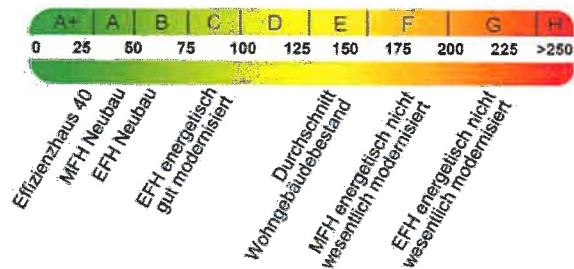 A+ A B C D E F G H
0 25 50 75 100 125 150 175 200 225 >250
Effizienzhaus 40
MFH Neubau
EFH Neubau
EFH energetisch
gut modernisiert
Durchschnitt
Wohngebäudebestand
MFH energetisch nicht
wesentlich modernisiert
EFH energetisch nicht
wesentlich modernisiert